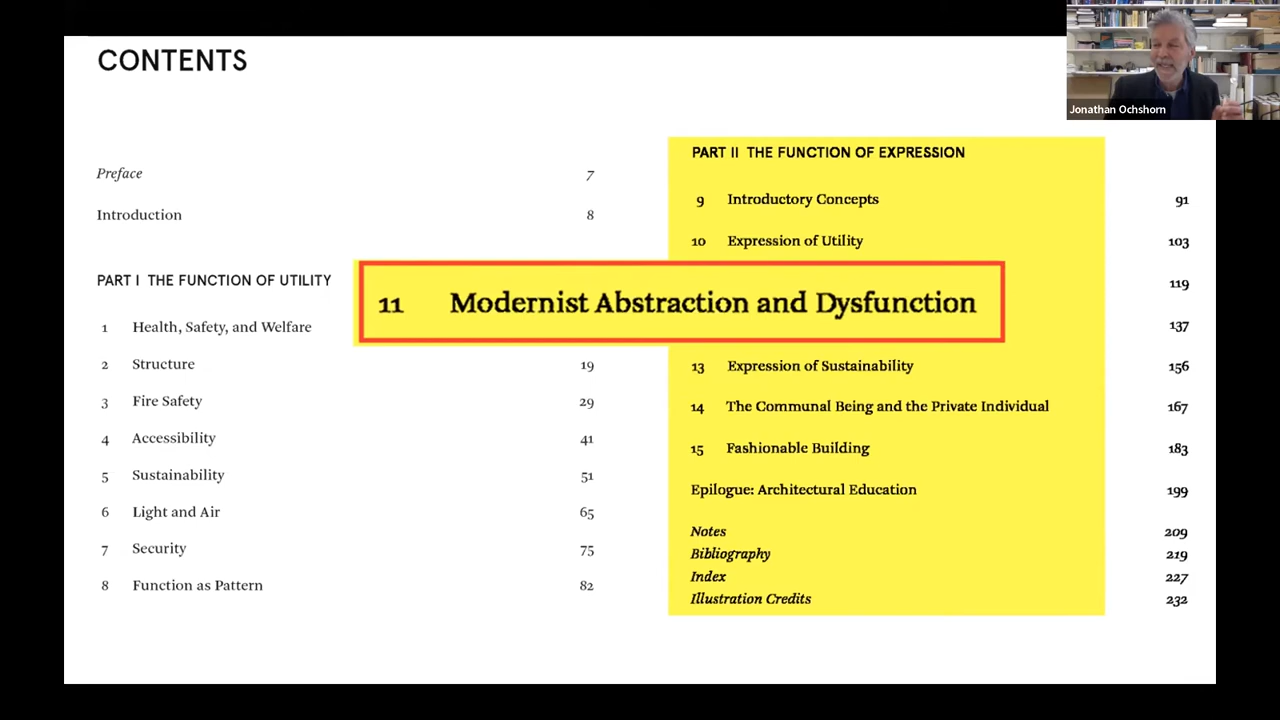 CONTENTS
Preface 7
Introduction 8
PART I THE FUNCTION OF UTILITY
1 Health, Safety, and Welfare
2 Structure 19
3 Fire Safety 29
4 Accessibility 41
5 Sustainability 51
6 Light and Air 65
7 Security 75
8 Function as Pattern 82
PART II THE FUNCTION OF EXPRESSION
9 Introductory Concepts 91
10 Expression of Utility 103
11 Modernist Abstraction and Dysfunction
119
137
13 Expression of Sustainability 156
14 The Communal Being and the Private Individual 167
15 Fashionable Building 183
Epilogue: Architectural Education 199
Notes 209
Bibliography 219
Index 227
Illustration Credits 232
Jonathan Ochshorn